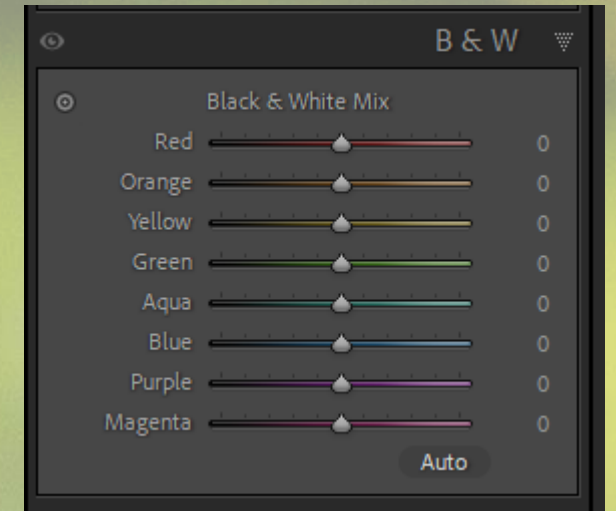 B & W
Black & White Mix
Red 0
Orange 0
Yellow 0
Green 0
Aqua 0
Blue 0
Purple 0
Magenta 0
Auto